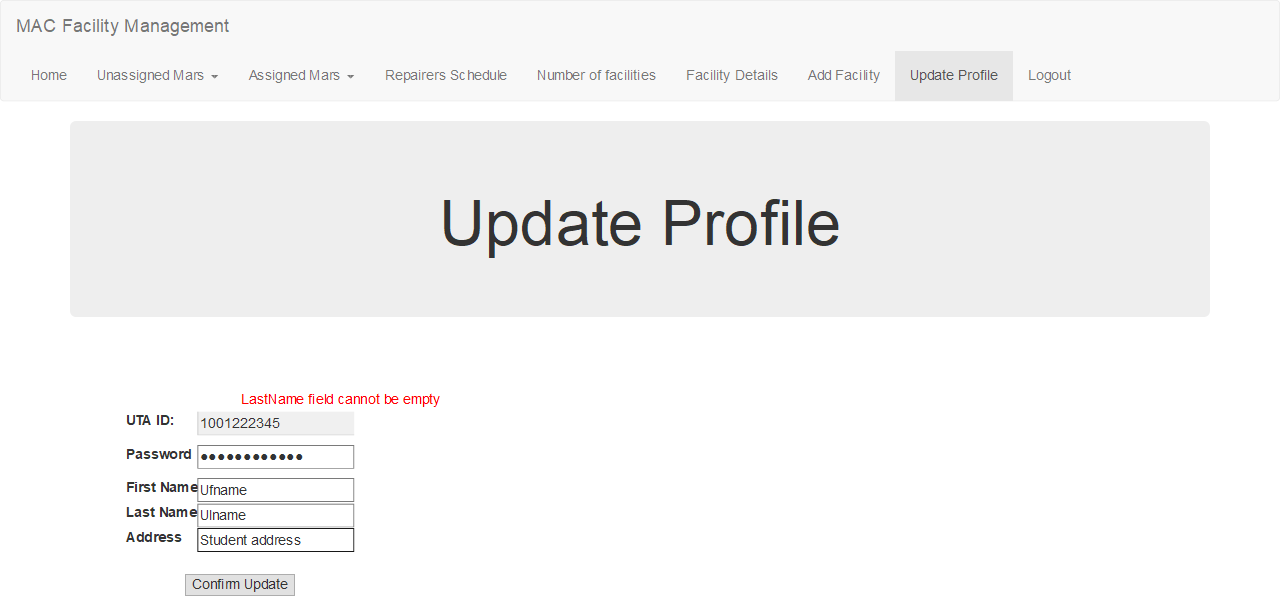 MAC Facility Management
Home Unassigned Mars Assigned Mars Repairers Schedule Number of facilities Facility Details Add Facility Update Profile Logout
Update Profile
LastName field cannot be empty
UTA ID: 1001222345
Password ●●●●●●●●●●●●
First Name Ufname
Last Name Ulname
Address Student address
Confirm Update